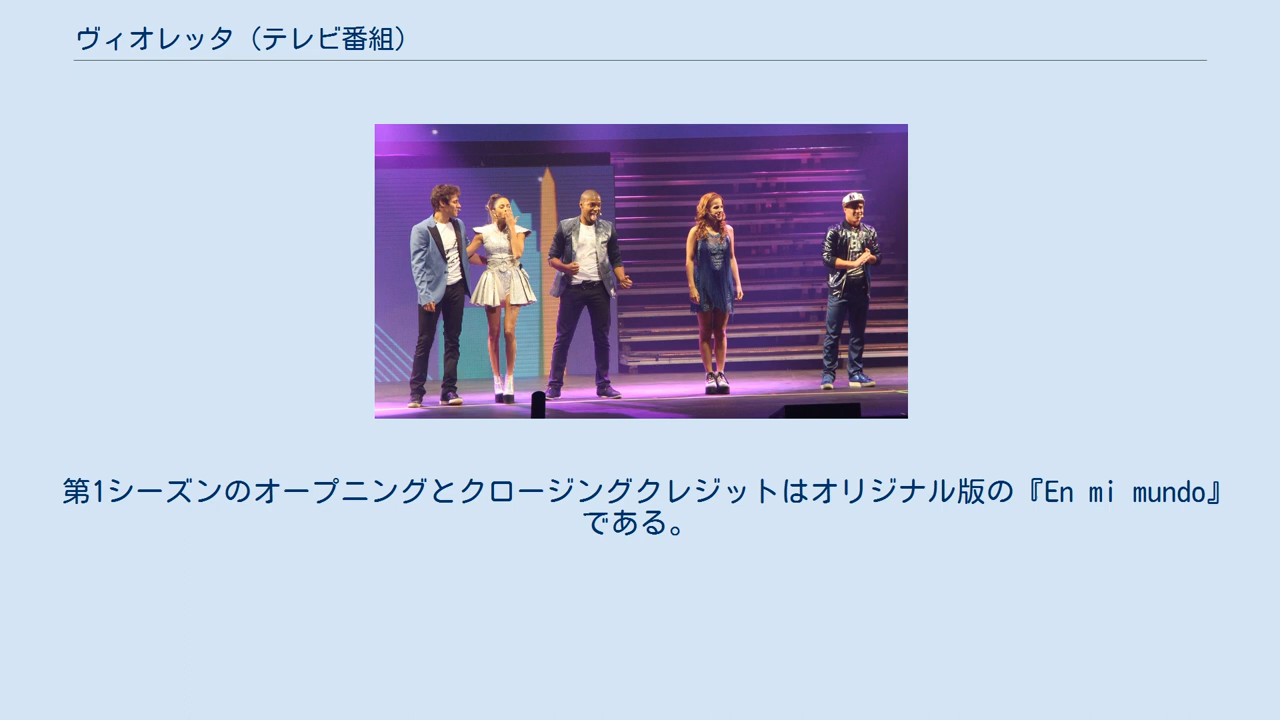 ヴィオレッタ（テレビ番組）
第1シーズンのオープニングとクロージングクレジットはオリジナル版の『En mi mundo』
である。